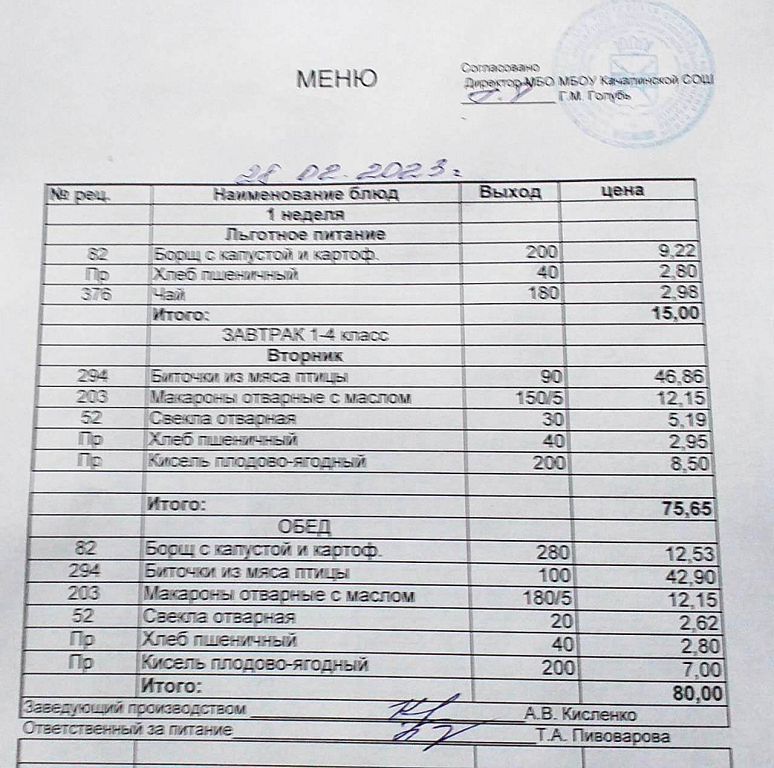 Согласовано
МЕНЮ
Директор МБО МБОУ Качалинской СОШ
Г.М. Голубь
28 02. 2023 г
№ рец. Наименование блюд Выход цена
1 неделя
Льготное питание
82 Борщ с капустой и картоф. 200 9,22
Пр Хлеб пшеничный 40 2,80
376 Чай 180 2,98
Итого: 15,00
ЗАВТРАК 1-4 класс
Вторник
294 Биточки из мяса птицы 90 46,86
203 Макароны отварные с маслом 150/5 12,15
52 Свекла отварная 30 5,19
Пр Хлеб пшеничный 40 2,95
Пр Кисель плодово-ягодный 200 8,50
Итого: 75,65
ОБЕД
82 Борщ с капустой и картоф. 280 12,53
294 Биточки из мяса птицы 100 42,90
203 Макароны отварные с маслом 180/5 12,15
52 Свекла отварная 20 2,62
Пр Хлеб пшеничный 40 2,80
Пр Кисель плодово-ягодный 200 7,00
Итого: 80,00
Заведующий производством А.В. Кисленко
Ответственный за питание Т.А. Пивоварова